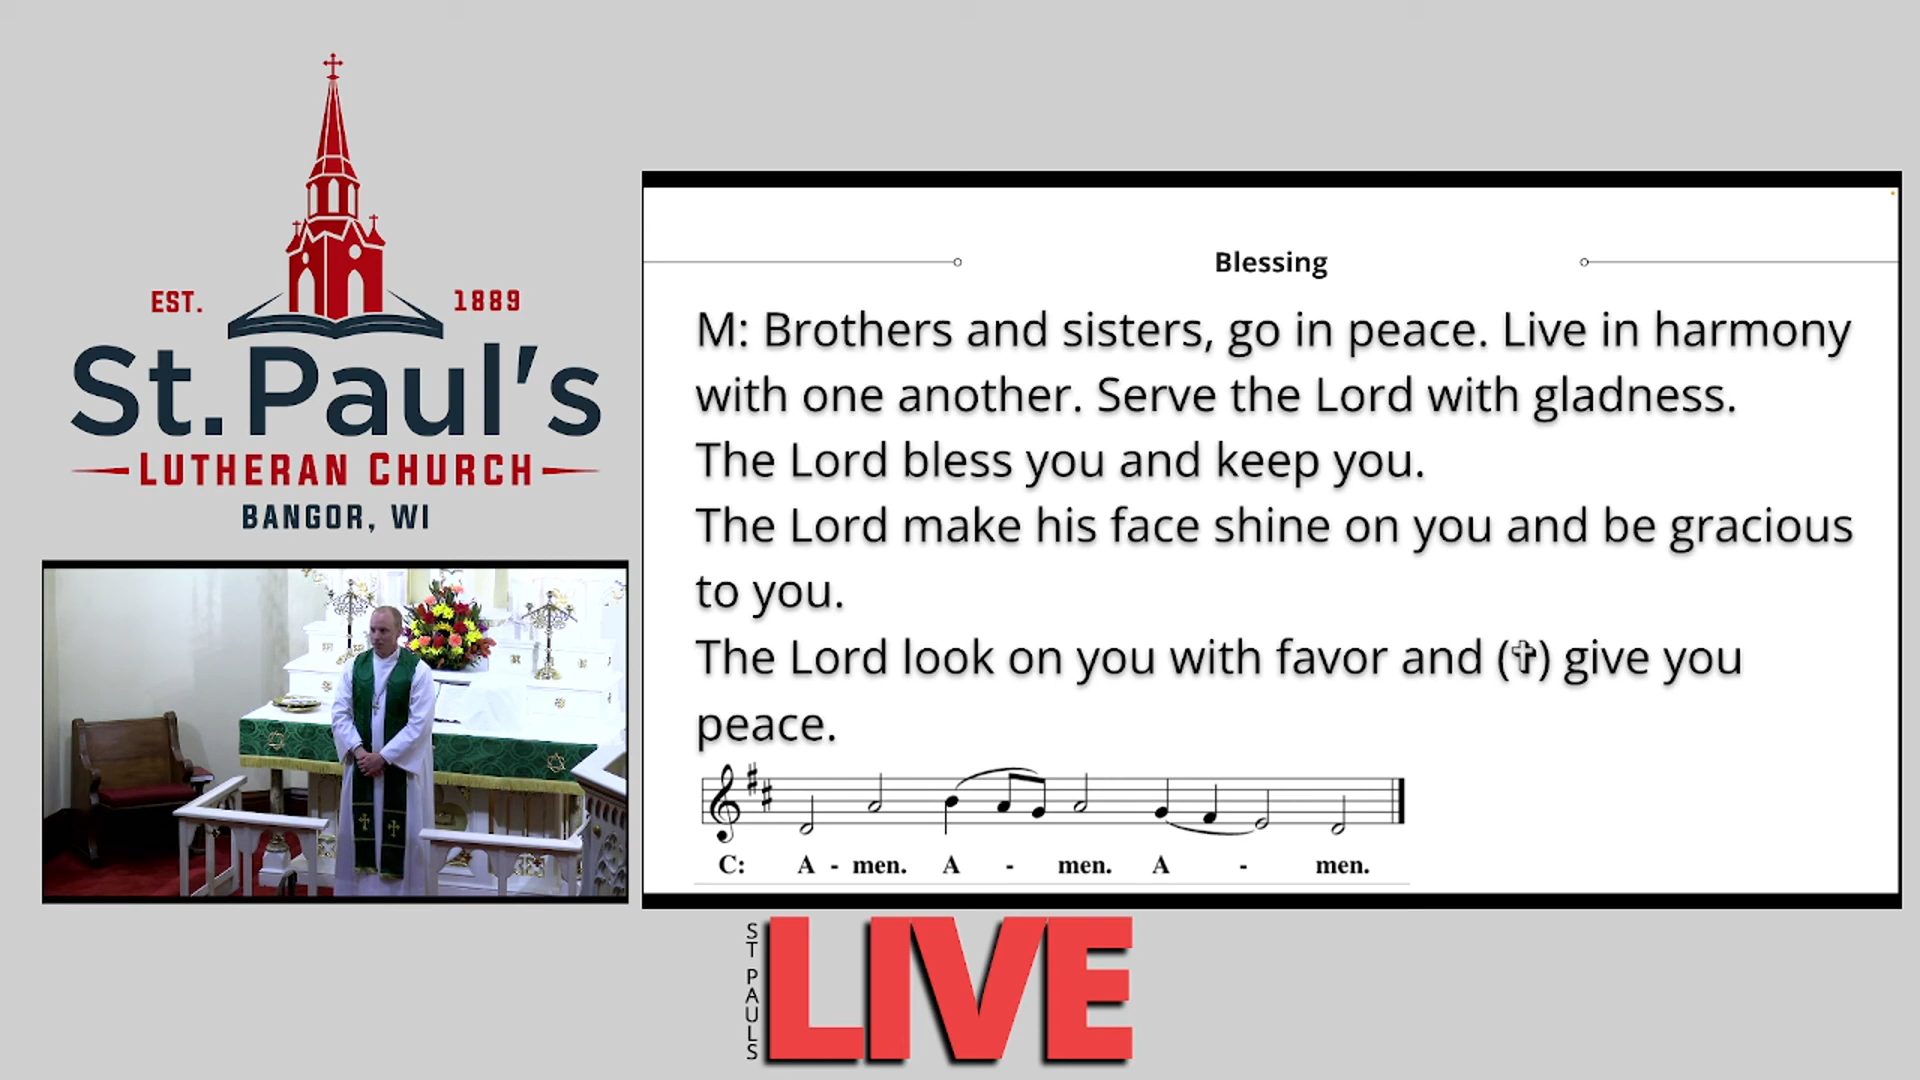 EST. 1889
St.Paul's
LUTHERAN CHURCH
BANGOR, WI
Blessing
M: Brothers and sisters, go in peace. Live in harmony
with one another. Serve the Lord with gladness.
The Lord bless you and keep you.
The Lord make his face shine on you and be gracious
to you.
The Lord look on you with favor and (✞) give you
peace.
C: A - men. A - men. A - men.
ST PAULS
LIVE